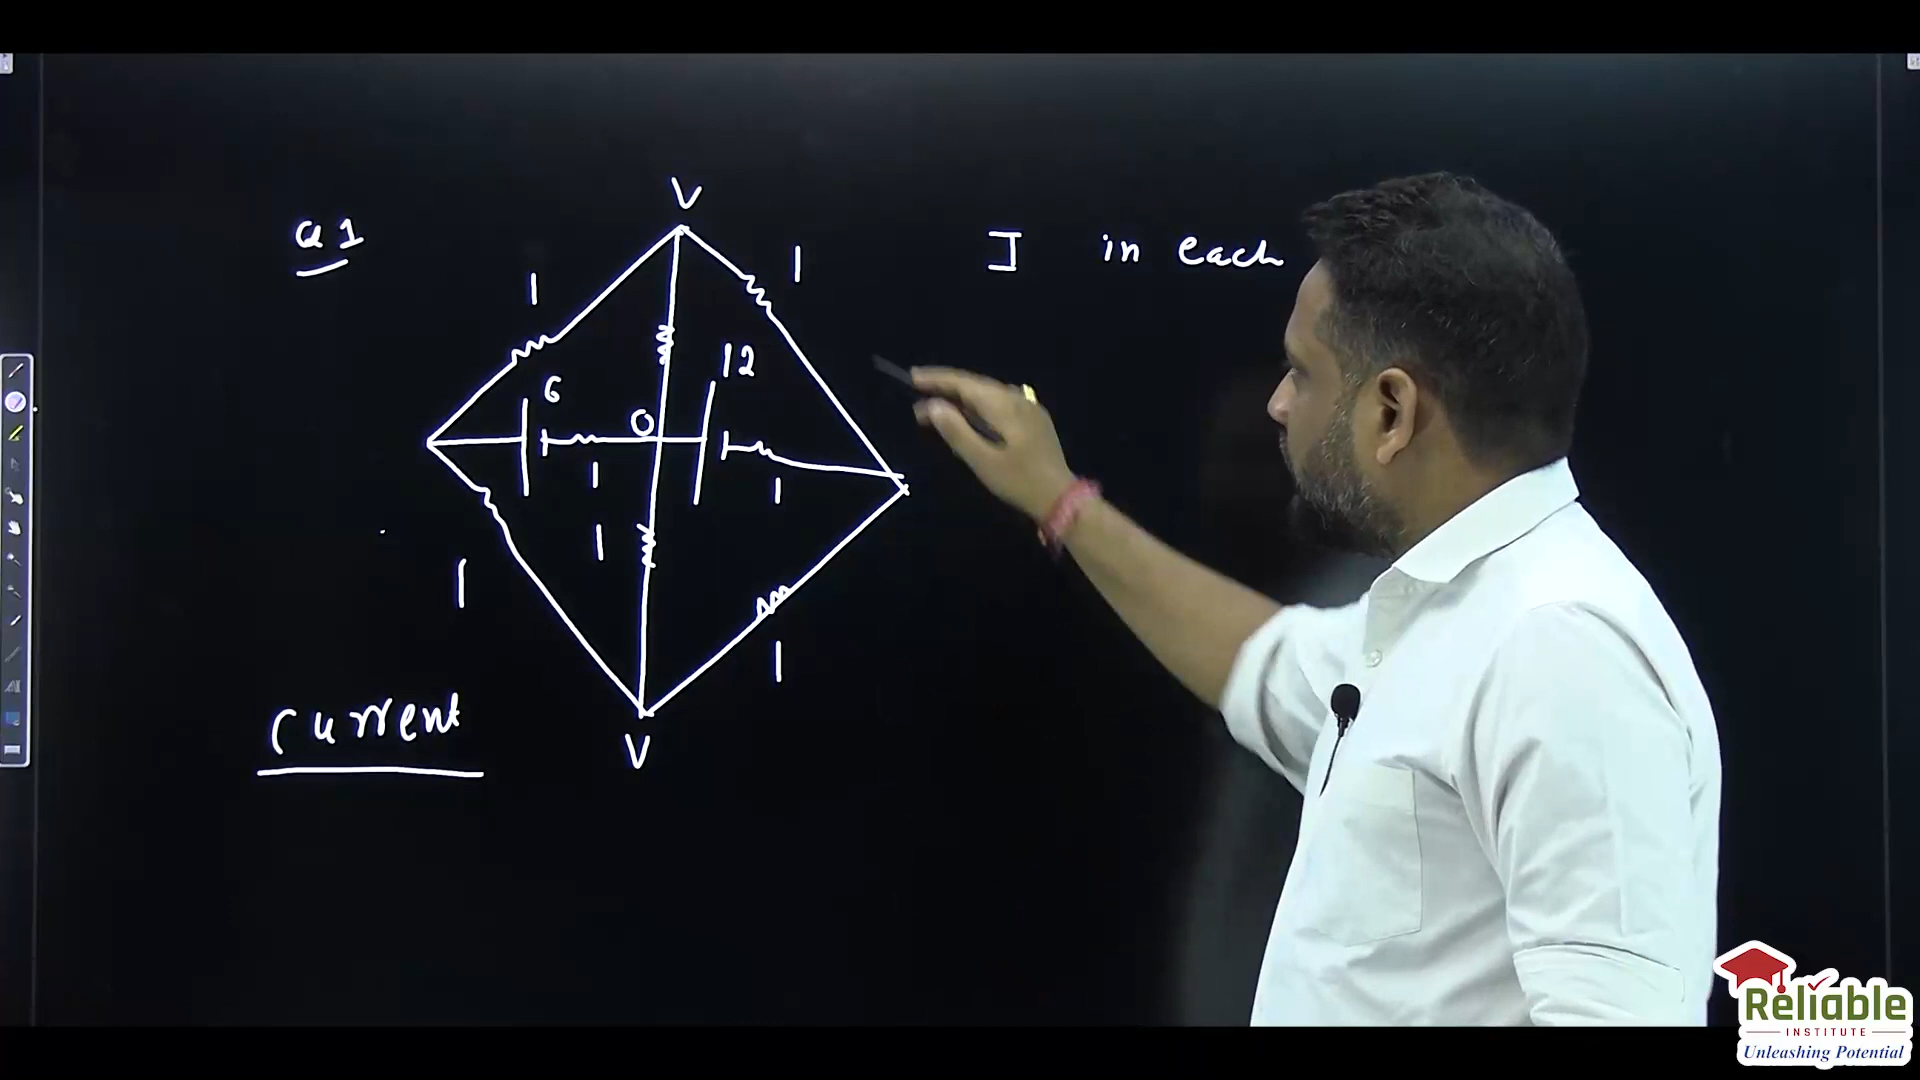 V
Q1
I in each
1
1
12
6
0
1
1
1
1
1
Current
V
Reliable
INSTITUTE
Unleashing Potential